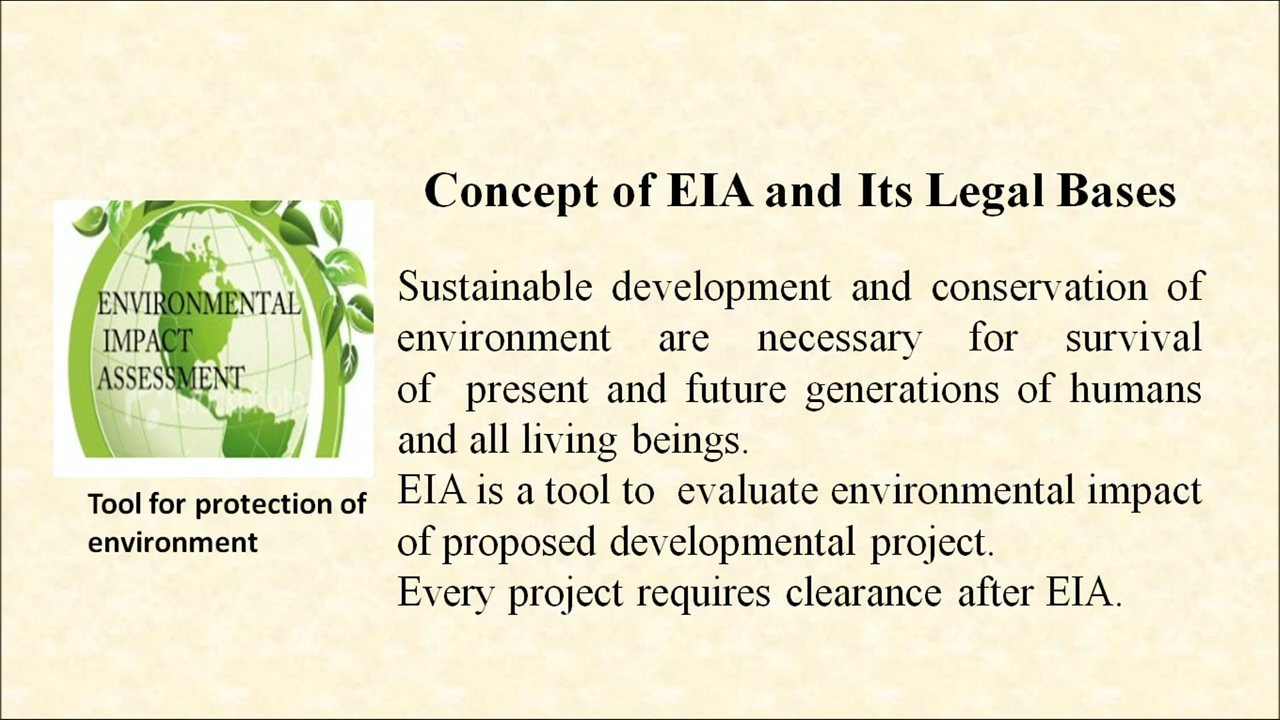 Concept of EIA and Its Legal Bases
ENVIRONMENTAL
IMPACT
ASSESSMENT
Tool for protection of
environment
Sustainable development and conservation of
environment are necessary for survival
of present and future generations of humans
and all living beings.
EIA is a tool to evaluate environmental impact
of proposed developmental project.
Every project requires clearance after EIA.